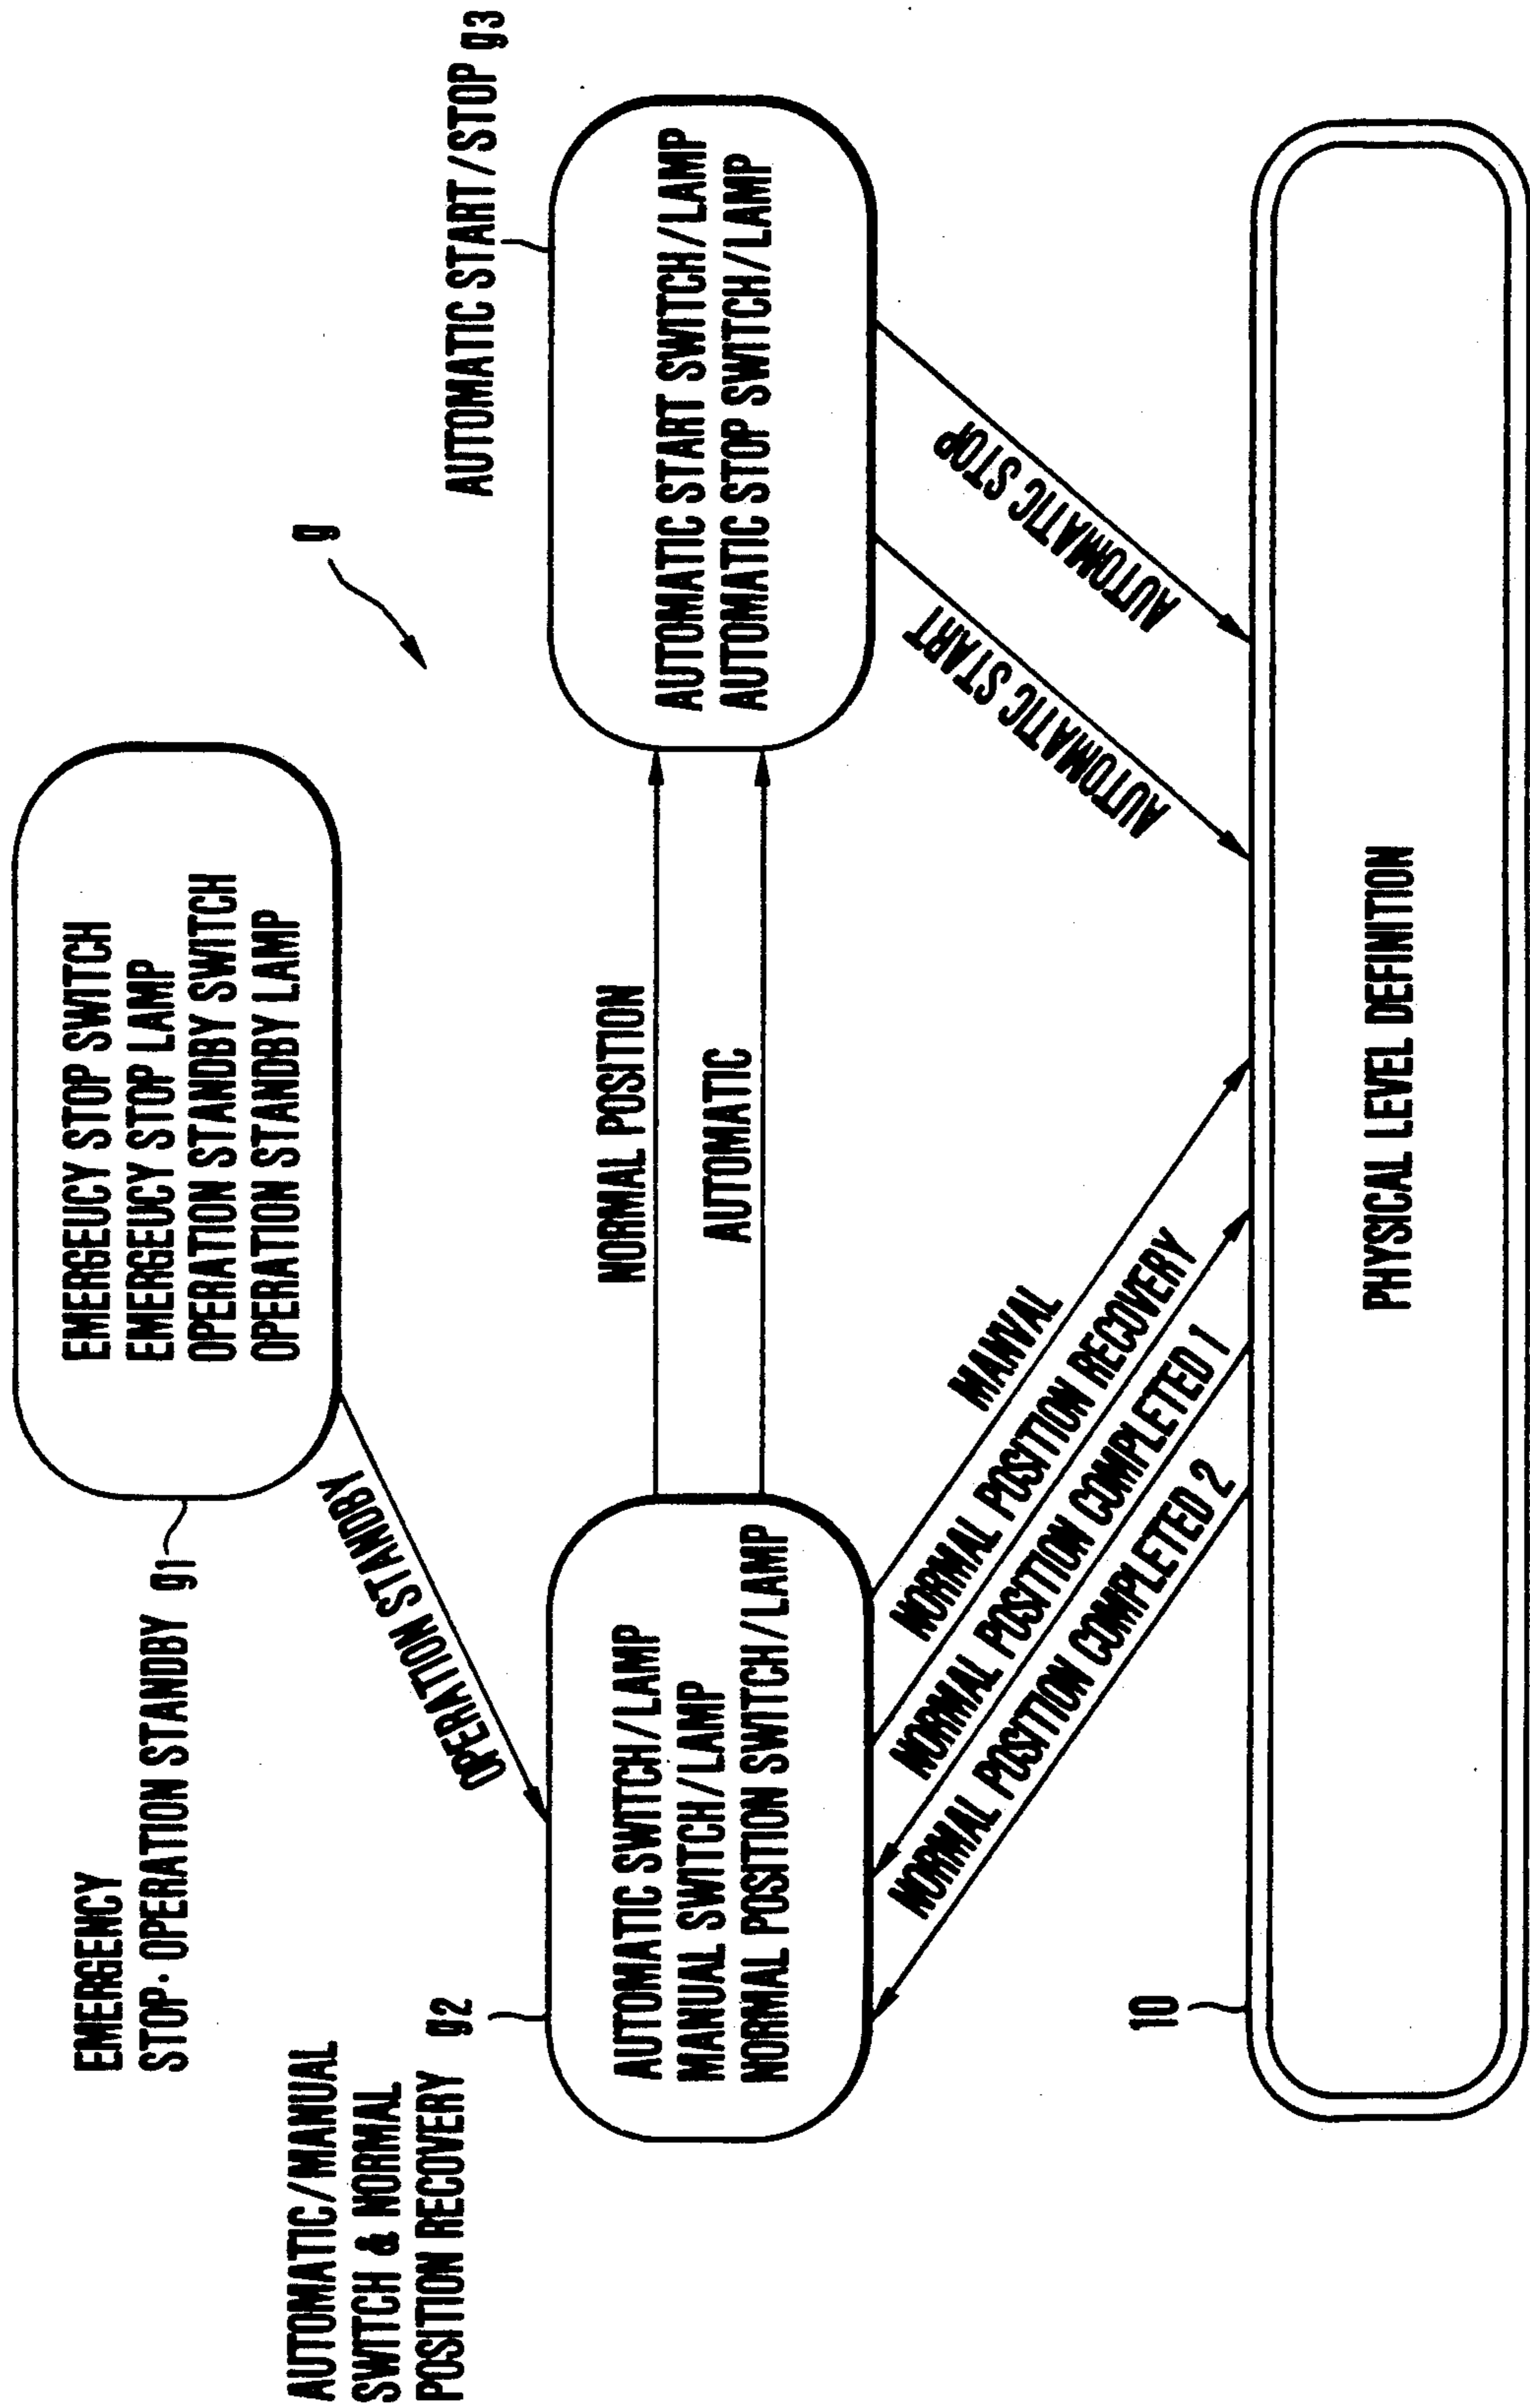 EMERGENCY
STOP· OPERATION STANDBY g1
EMERGEUCY STOP SWITCH
EMERGEUCY STOP LAMP
OPERATION STANDBY SWITCH
OPERATION STANDBY LAMP
g
AUTOMATIC/MANUAL
SWITCH & NORMAL
POSITION RECOVERY
g2
OPERATION STANDBY
AUTOMATIC START/STOP g3
AUTOMATIC SWITCH/LAMP
MANUAL SWITCH/LAMP
NORMAL POSITION SWITCH/LAMP
NORMAL POSITION
AUTOMATIC
AUTOMATIC START SWITCH/LAMP
AUTOMATIC STOP SWITCH/LAMP
MANVAL
NORMAL POSITION RECOVERY
NORMAL POSITION COMPLETED 1
NORMAL POSITION COMPLETED 2
AUTOMATIC START
AUTOMATIC STOP
10
PHYSICAL LEVEL DEFINITION